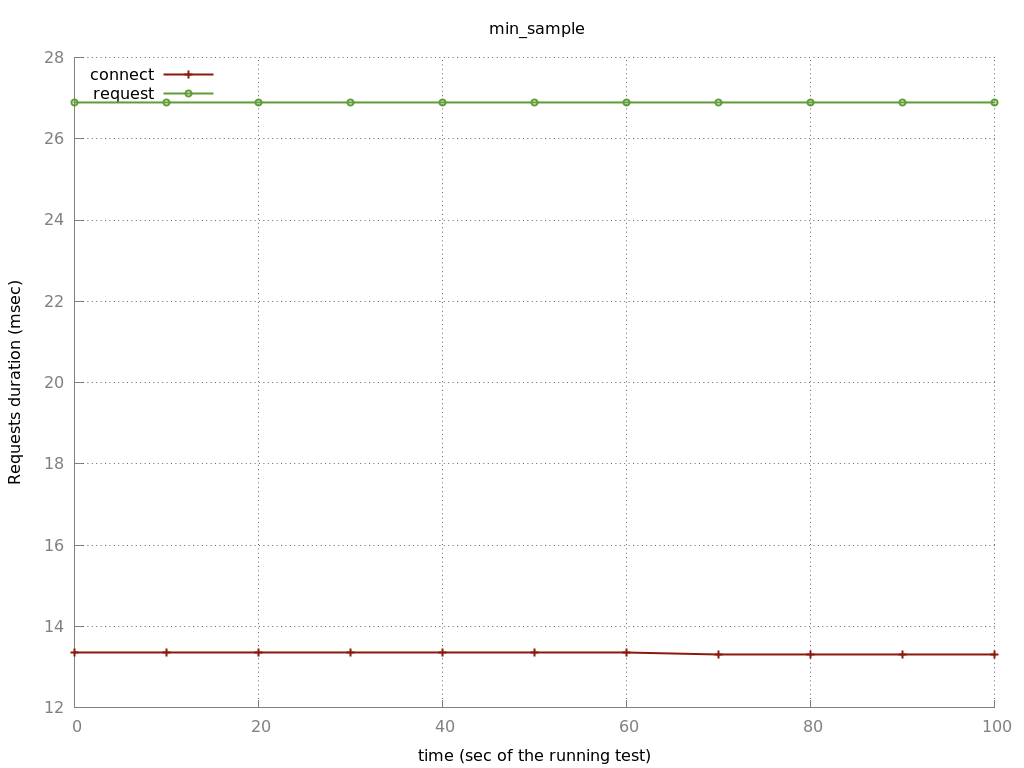 min_sample
28
connect
request
26
24
22
20
18
16
14
12
Requests duration (msec)
0 20 40 60 80 100
time (sec of the running test)